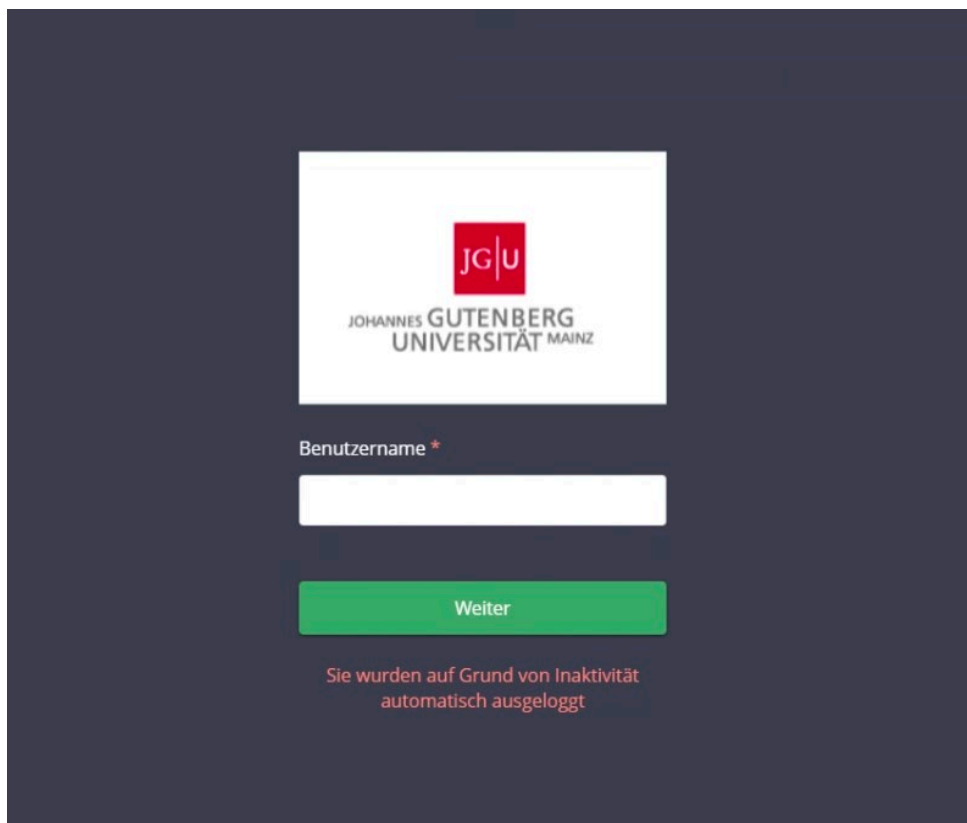 JG|U
JOHANNES GUTENBERG
UNIVERSITÄT MAINZ
Benutzername *
Weiter
Sie wurden auf Grund von Inaktivität
automatisch ausgeloggt